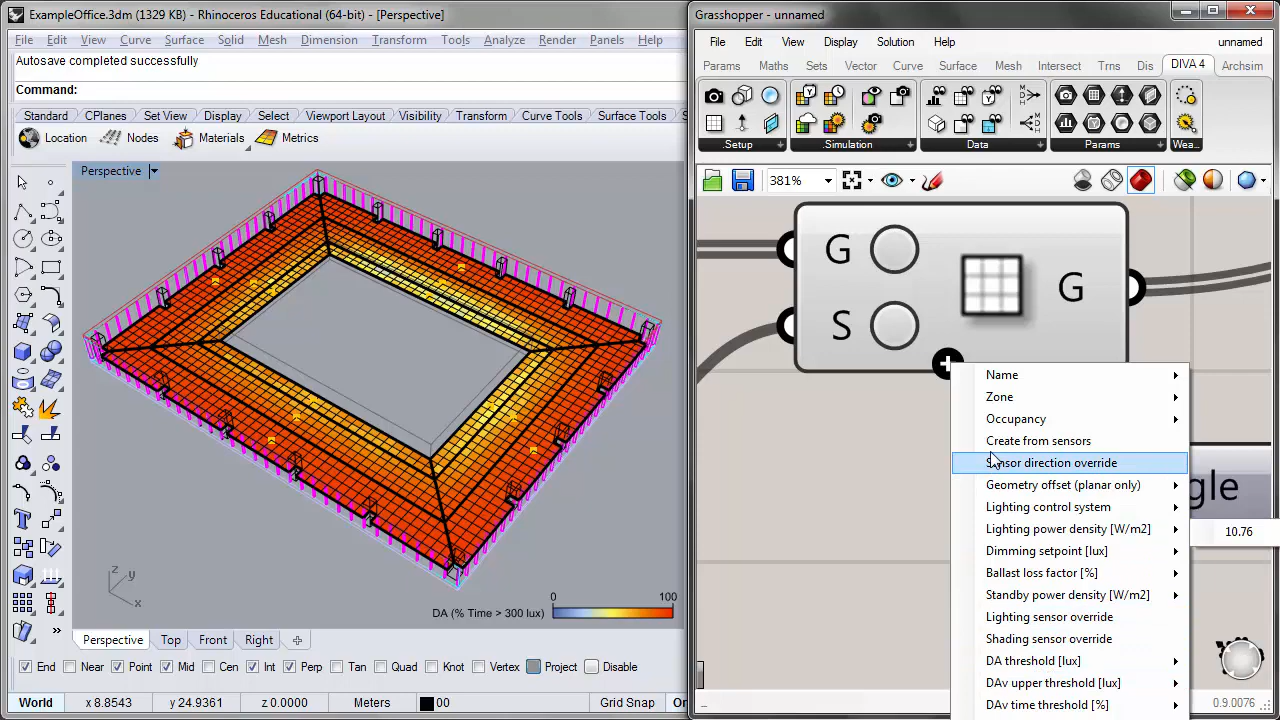 ExampleOffice.3dm (1329 KB) - Rhinoceros Educational (64-bit) - [Perspective]
File Edit View Curve Surface Solid Mesh Dimension Transform Tools Analyze Render Panels Help
Autosave completed successfully
Command:
Standard CPlanes Set View Display Select Viewport Layout Visibility Transform Curve Tools Surface Tools
Location Nodes Materials Metrics
Perspective
z y x
0 100
DA (% Time > 300 lux)
Perspective Top Front Right
End Near Point Mid Cen Int Perp Tan Quad Knot Vertex Project Disable
World x 8.8543 y 24.9361 z 0.0000 Meters 00 Grid Snap
Grasshopper - unnamed
File Edit View Display Solution Help unnamed
Params Maths Sets Vector Curve Surface Mesh Intersect Trns Dis DIVA 4 Archsim
.Setup .Simulation Data Params Wea...
381%
G G
S
Name
Zone
Occupancy
Create from sensors
Sensor direction override
Geometry offset (planar only)
Lighting control system
Lighting power density [W/m2]
10.76
Dimming setpoint [lux]
Ballast loss factor [%]
Standby power density [W/m2]
Lighting sensor override
Shading sensor override
DA threshold [lux]
DAv upper threshold [lux]
DAv time threshold [%]
0.9.0076